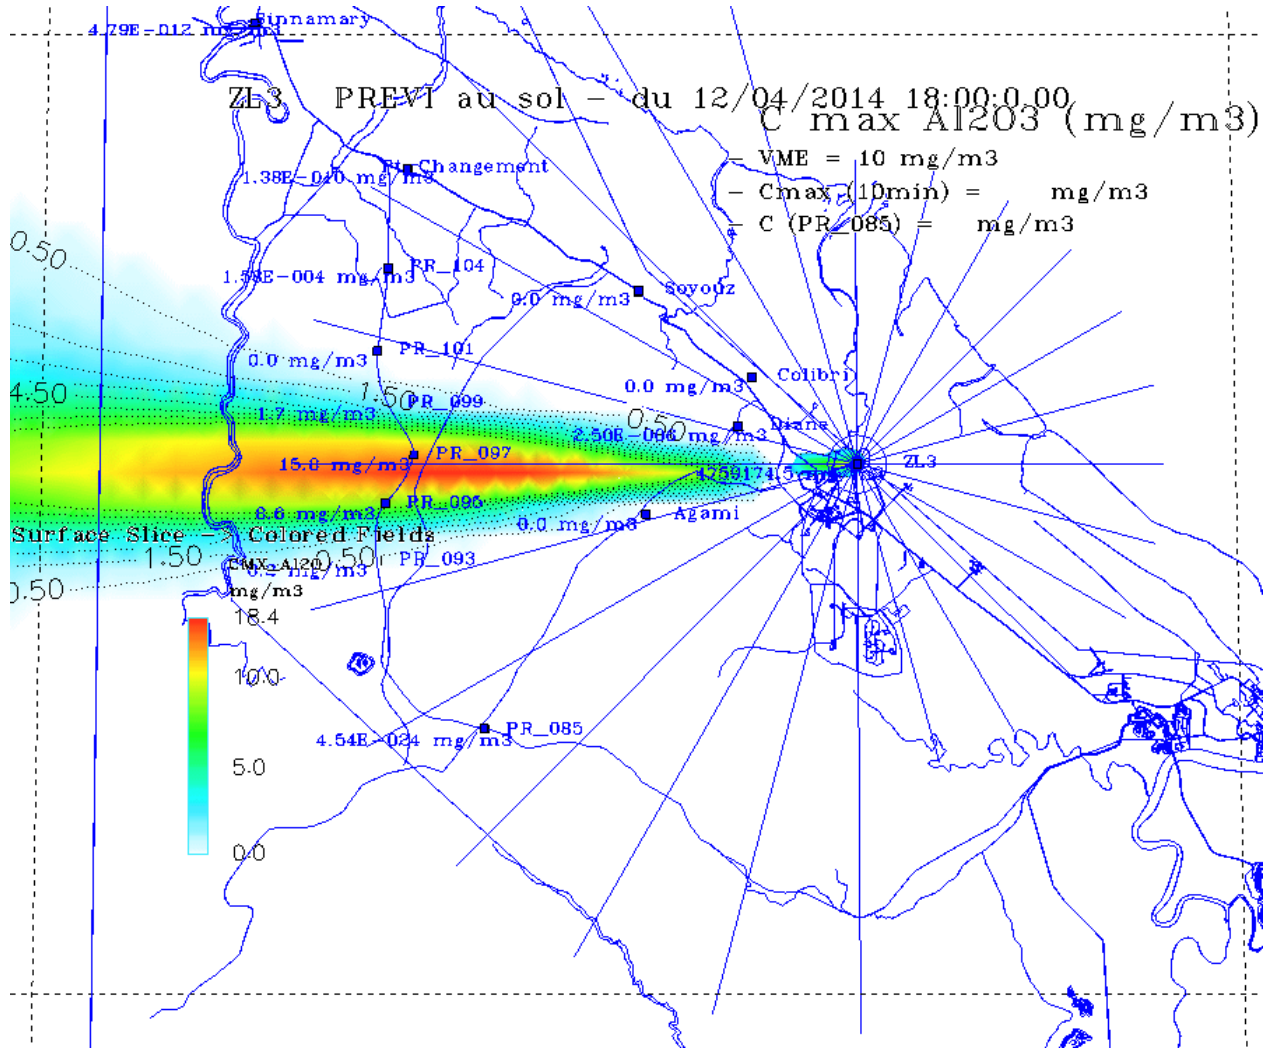 Sinnamary
4.79E-012 mg/m3
ZL3 PREVI au sol - du 12/04/2014 18:00:0.00
C max Al2O3 (mg/m3)
- VME = 10 mg/m3
- Cmax (10min) = mg/m3
- C (PR_085) = mg/m3
Changement
1.38E-010 mg/m3
0.50
PR_104
1.58E-004 mg/m3
Soyouz
0.0 mg/m3
PR_101
0.0 mg/m3
Colibri
0.0 mg/m3
4.50
1.50
PR_099
1.7 mg/m3
0.50
Diane
mg/m3
PR_097
15.8 mg/m3
ZL3
PR_095
8.6 mg/m3
Agami
0.0 mg/m3
Surface Slice -> Colored Fields
1.50
0.50
PR_093
0.2 mg/m3
CMX_Al2O
mg/m3
0.50
18.4
10.0
5.0
0.0
PR_085
4.54E-024 mg/m3